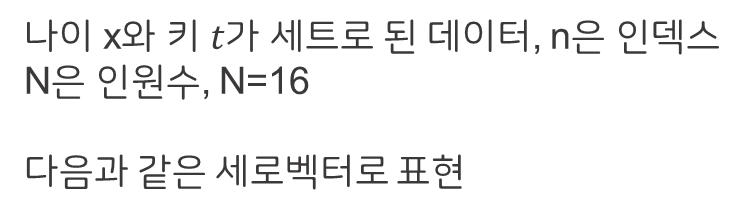 나이 x와 키 t가 세트로 된 데이터, n은 인덱스
N은 인원수, N=16
다음과 같은 세로벡터로 표현